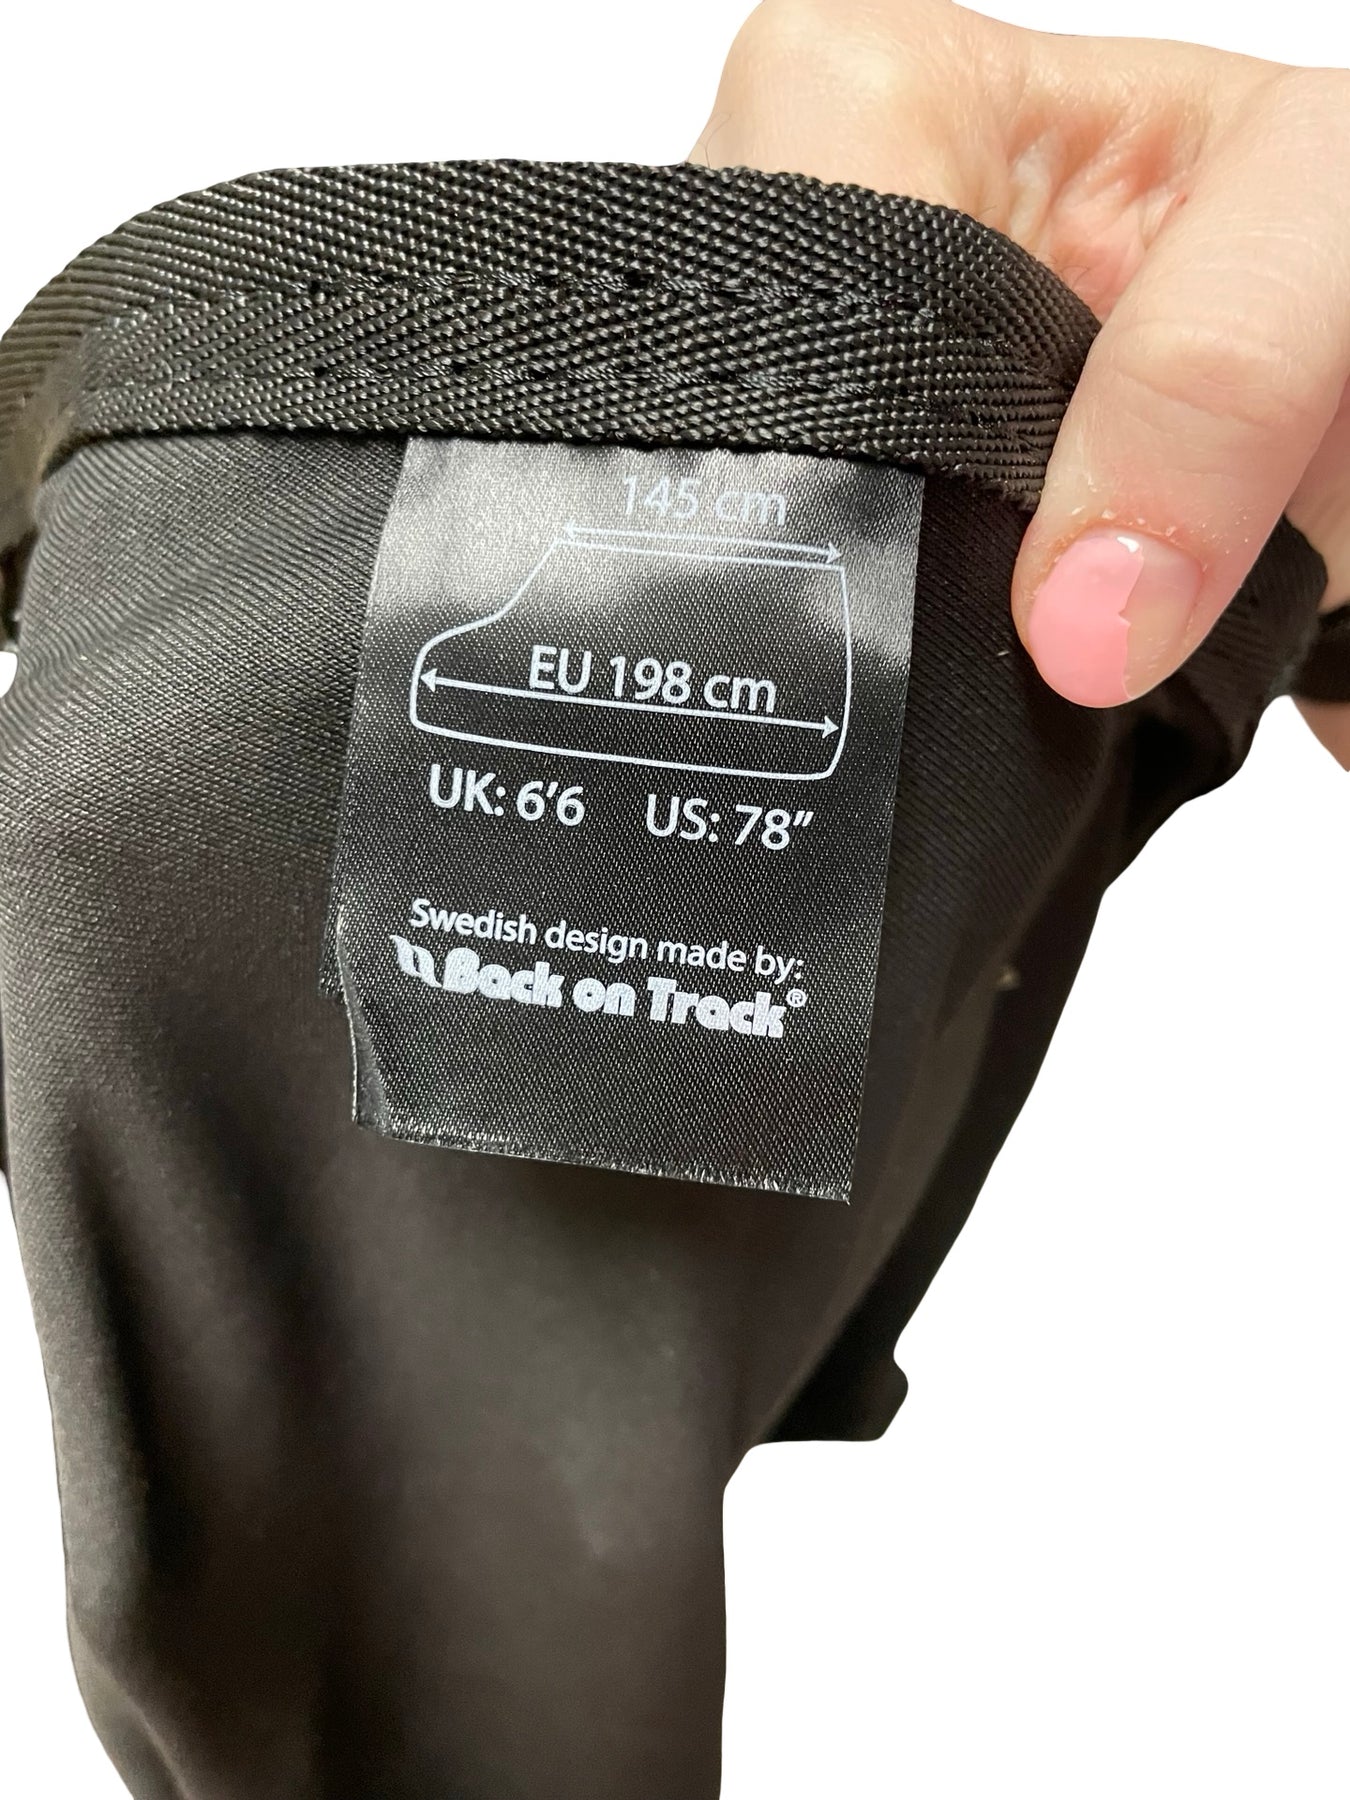 145 cm
EU 198 cm
UK: 6'6 US: 78"
Swedish design made by:
Back on Track®